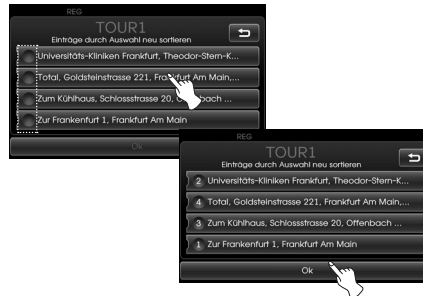 REG
TOUR1
Einträge durch Auswahl neu sortieren
Universitäts-Kliniken Frankfurt, Theodor-Stern-K...
Total, Goldsteinstrasse 221, Frankfurt Am Main,...
Zum Kühlhaus, Schlossstrasse 20, Offenbach ...
Zur Frankenfurt 1, Frankfurt Am Main
Ok
REG
TOUR1
Einträge durch Auswahl neu sortieren
2 Universitäts-Kliniken Frankfurt, Theodor-Stern-K...
4 Total, Goldsteinstrasse 221, Frankfurt Am Main,...
3 Zum Kühlhaus, Schlossstrasse 20, Offenbach ...
1 Zur Frankenfurt 1, Frankfurt Am Main
Ok